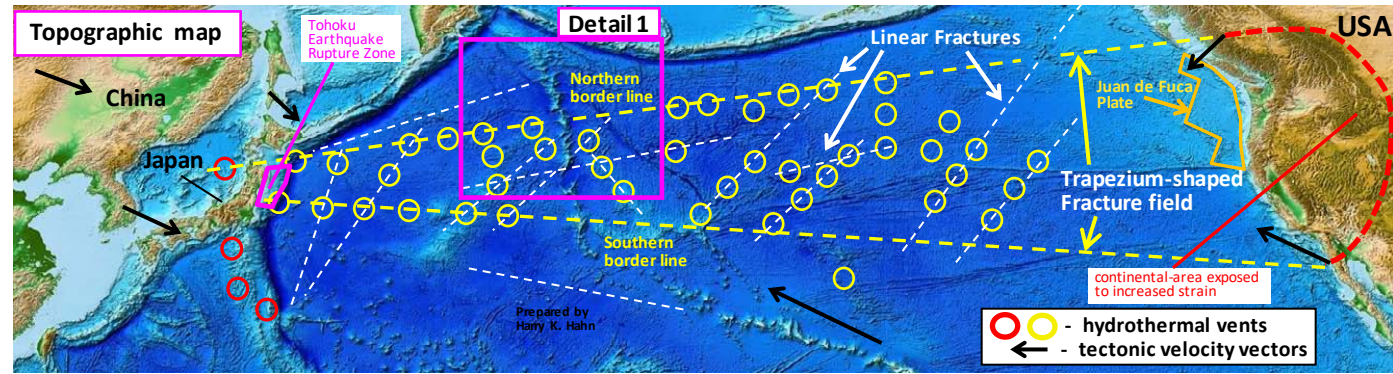 Topographic map
Tohoku
Earthquake
Rupture Zone
Detail 1
USA
China
Japan
Northern
border line
Linear Fractures
Juan de Fuca
Plate
Trapezium-shaped
Fracture field
Southern
border line
continental-area exposed
to increased strain
Prepared by
Harry K. Hahn
- hydrothermal vents
- tectonic velocity vectors